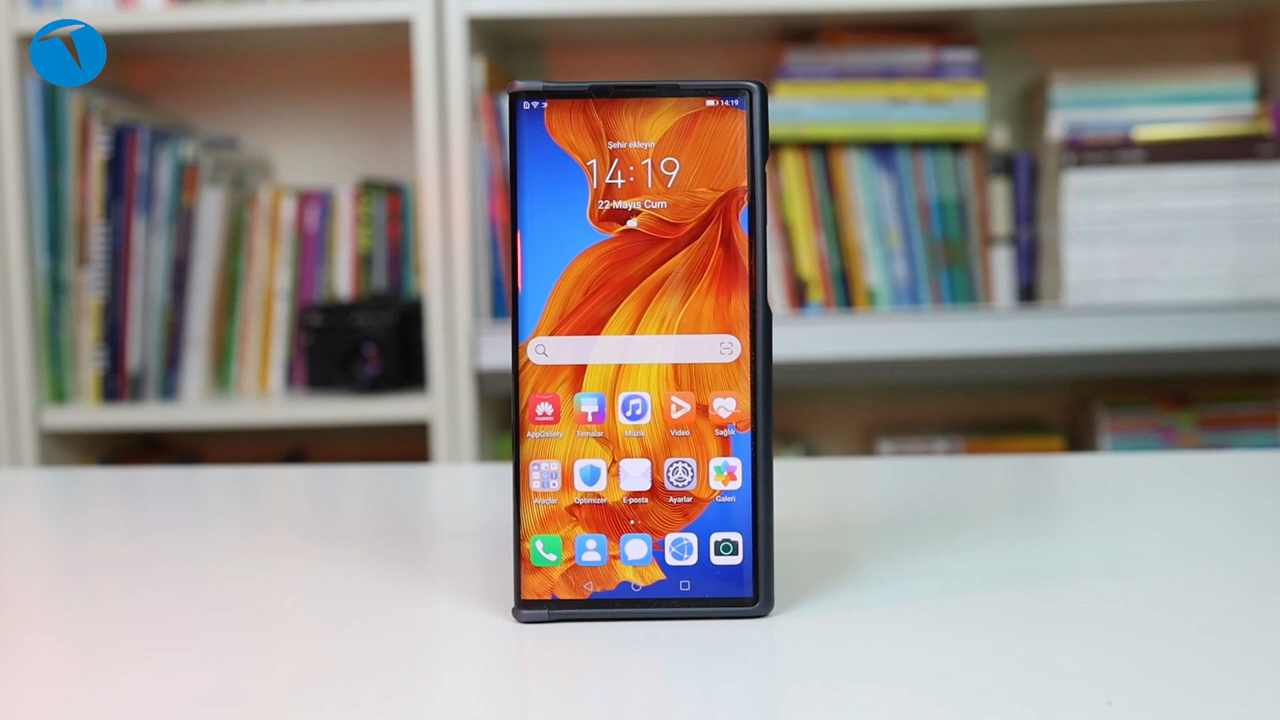 14:19
Şehir ekleyin
14:19
22 Mayıs Cum
HUAWEI
AppGallery Temalar Müzik Video Sağlık
Araçlar Optimizer E-posta Ayarlar Galeri